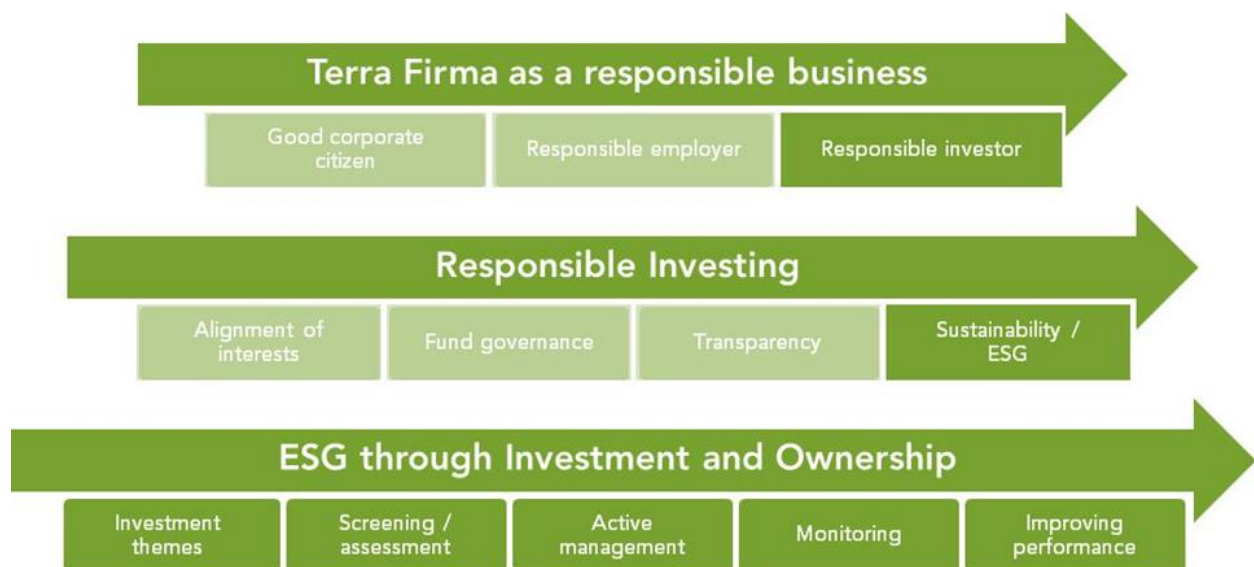 Terra Firma as a responsible business
Good corporate
citizen
Responsible employer
Responsible investor
Responsible Investing
Alignment of
interests
Fund governance
Transparency
Sustainability /
ESG
ESG through Investment and Ownership
Investment
themes
Screening /
assessment
Active
management
Monitoring
Improving
performance